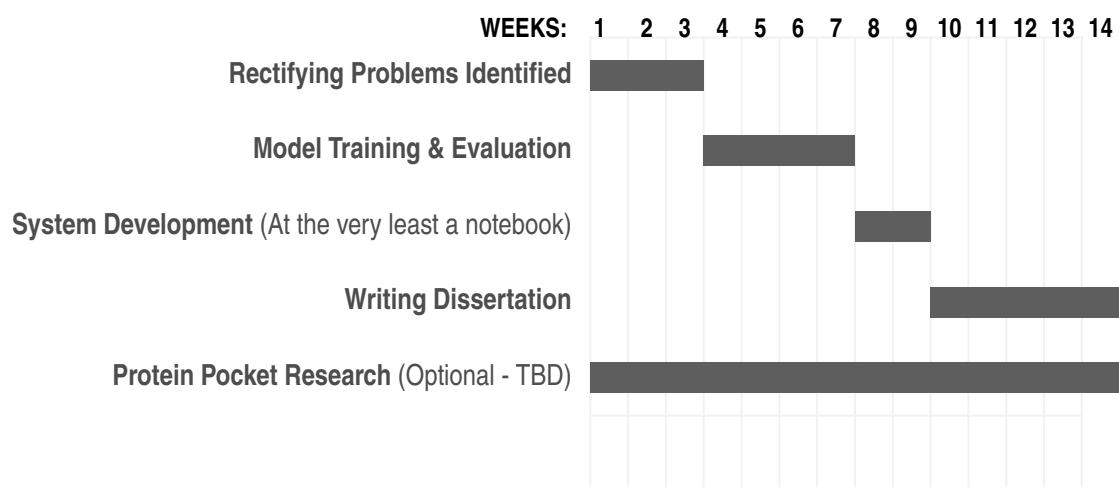 WEEKS: 1 2 3 4 5 6 7 8 9 10 11 12 13 14
Rectifying Problems Identified
Model Training & Evaluation
System Development (At the very least a notebook)
Writing Dissertation
Protein Pocket Research (Optional - TBD)